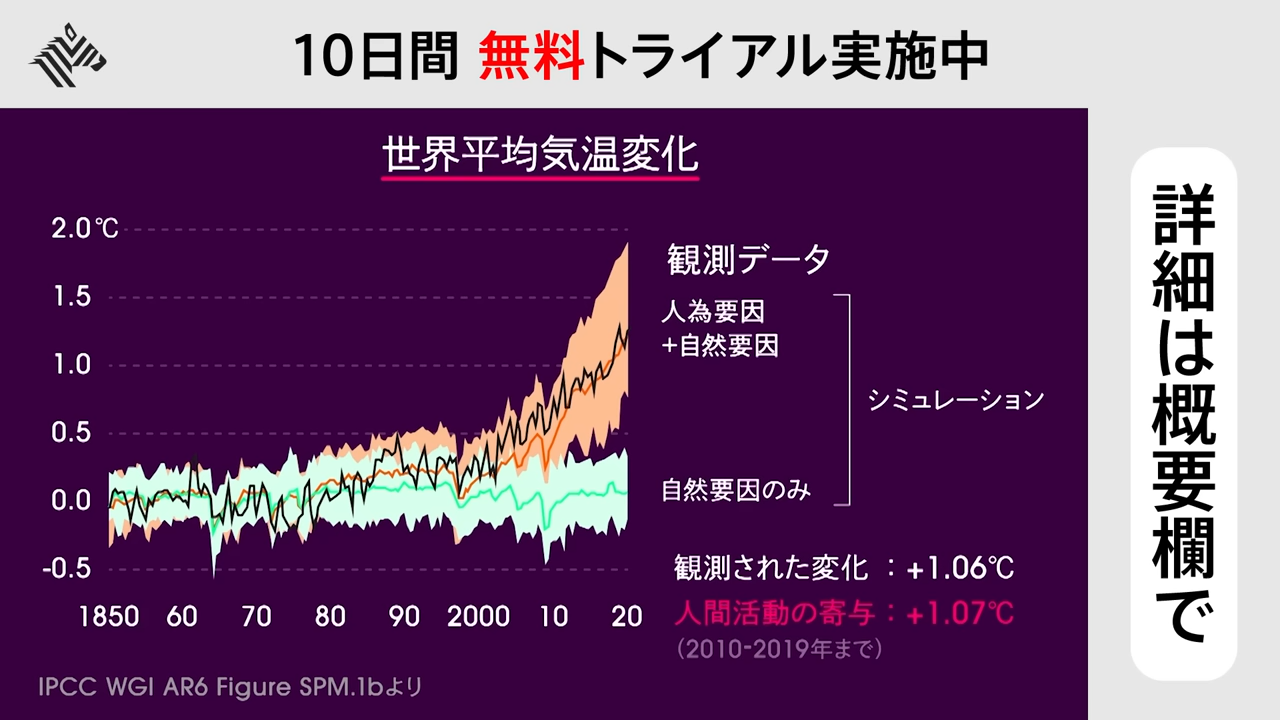 10日間 無料トライアル実施中
世界平均気温変化
2.0℃
1.5
1.0
0.5
0.0
-0.5
1850 60 70 80 90 2000 10 20
観測データ
人為要因
+自然要因
シミュレーション
自然要因のみ
観測された変化 ：+1.06℃
人間活動の寄与：+1.07℃
（2010-2019年まで）
IPCC WGI AR6 Figure SPM.1bより
詳細は概要欄で